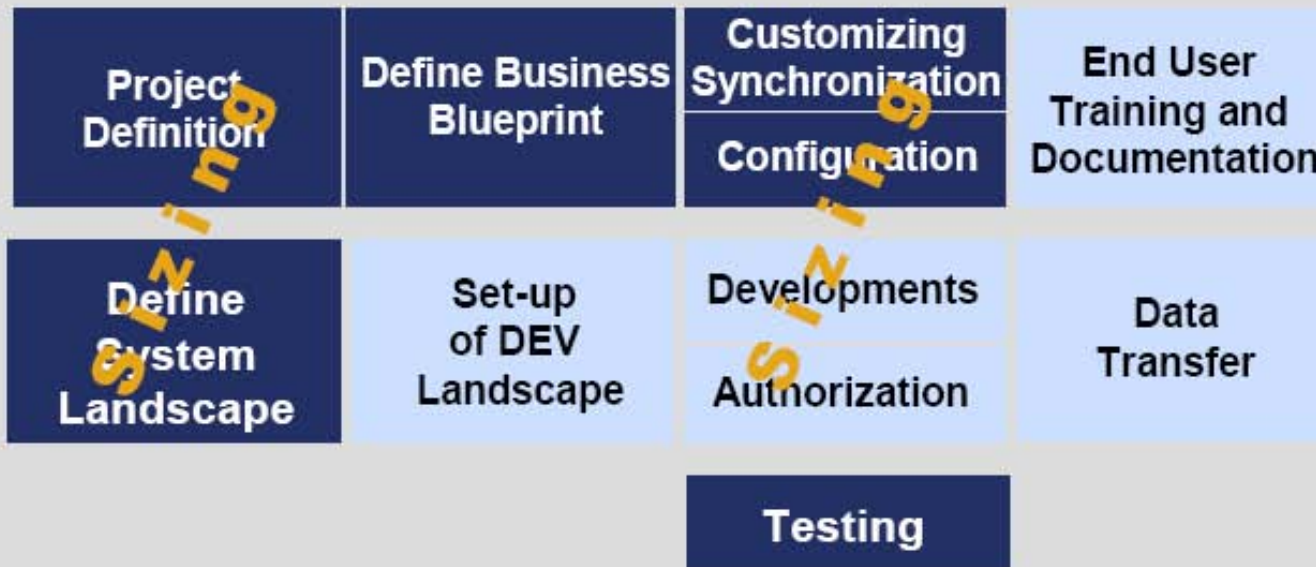 Project
Definition
Define Business
Blueprint
Customizing
Synchronization
Configuration
End User
Training and
Documentation
Sizing
Sizing
Define
System
Landscape
Set-up
of DEV
Landscape
Developments
Authorization
Data
Transfer
Testing